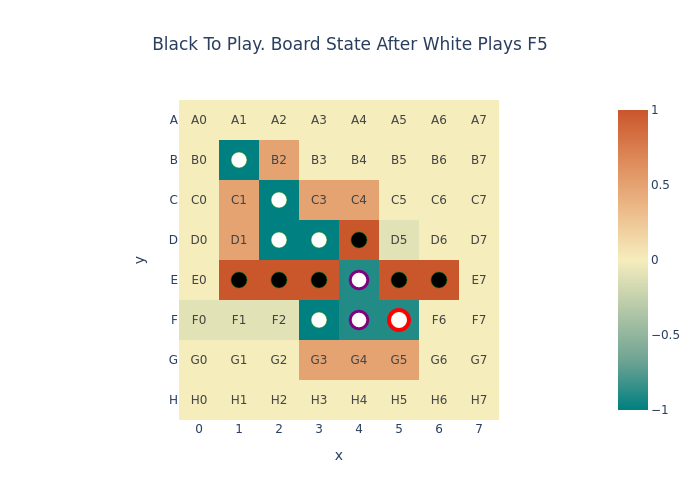 Black To Play. Board State After White Plays F5
A A0 A1 A2 A3 A4 A5 A6 A7
B B0 B2 B3 B4 B5 B6 B7
C C0 C1 C3 C4 C5 C6 C7
D D0 D1 D5 D6 D7
E E0 E7
F F0 F1 F2 F6 F7
G G0 G1 G2 G3 G4 G5 G6 G7
H H0 H1 H2 H3 H4 H5 H6 H7
0 1 2 3 4 5 6 7
x
y
1
0.5
0
−0.5
−1